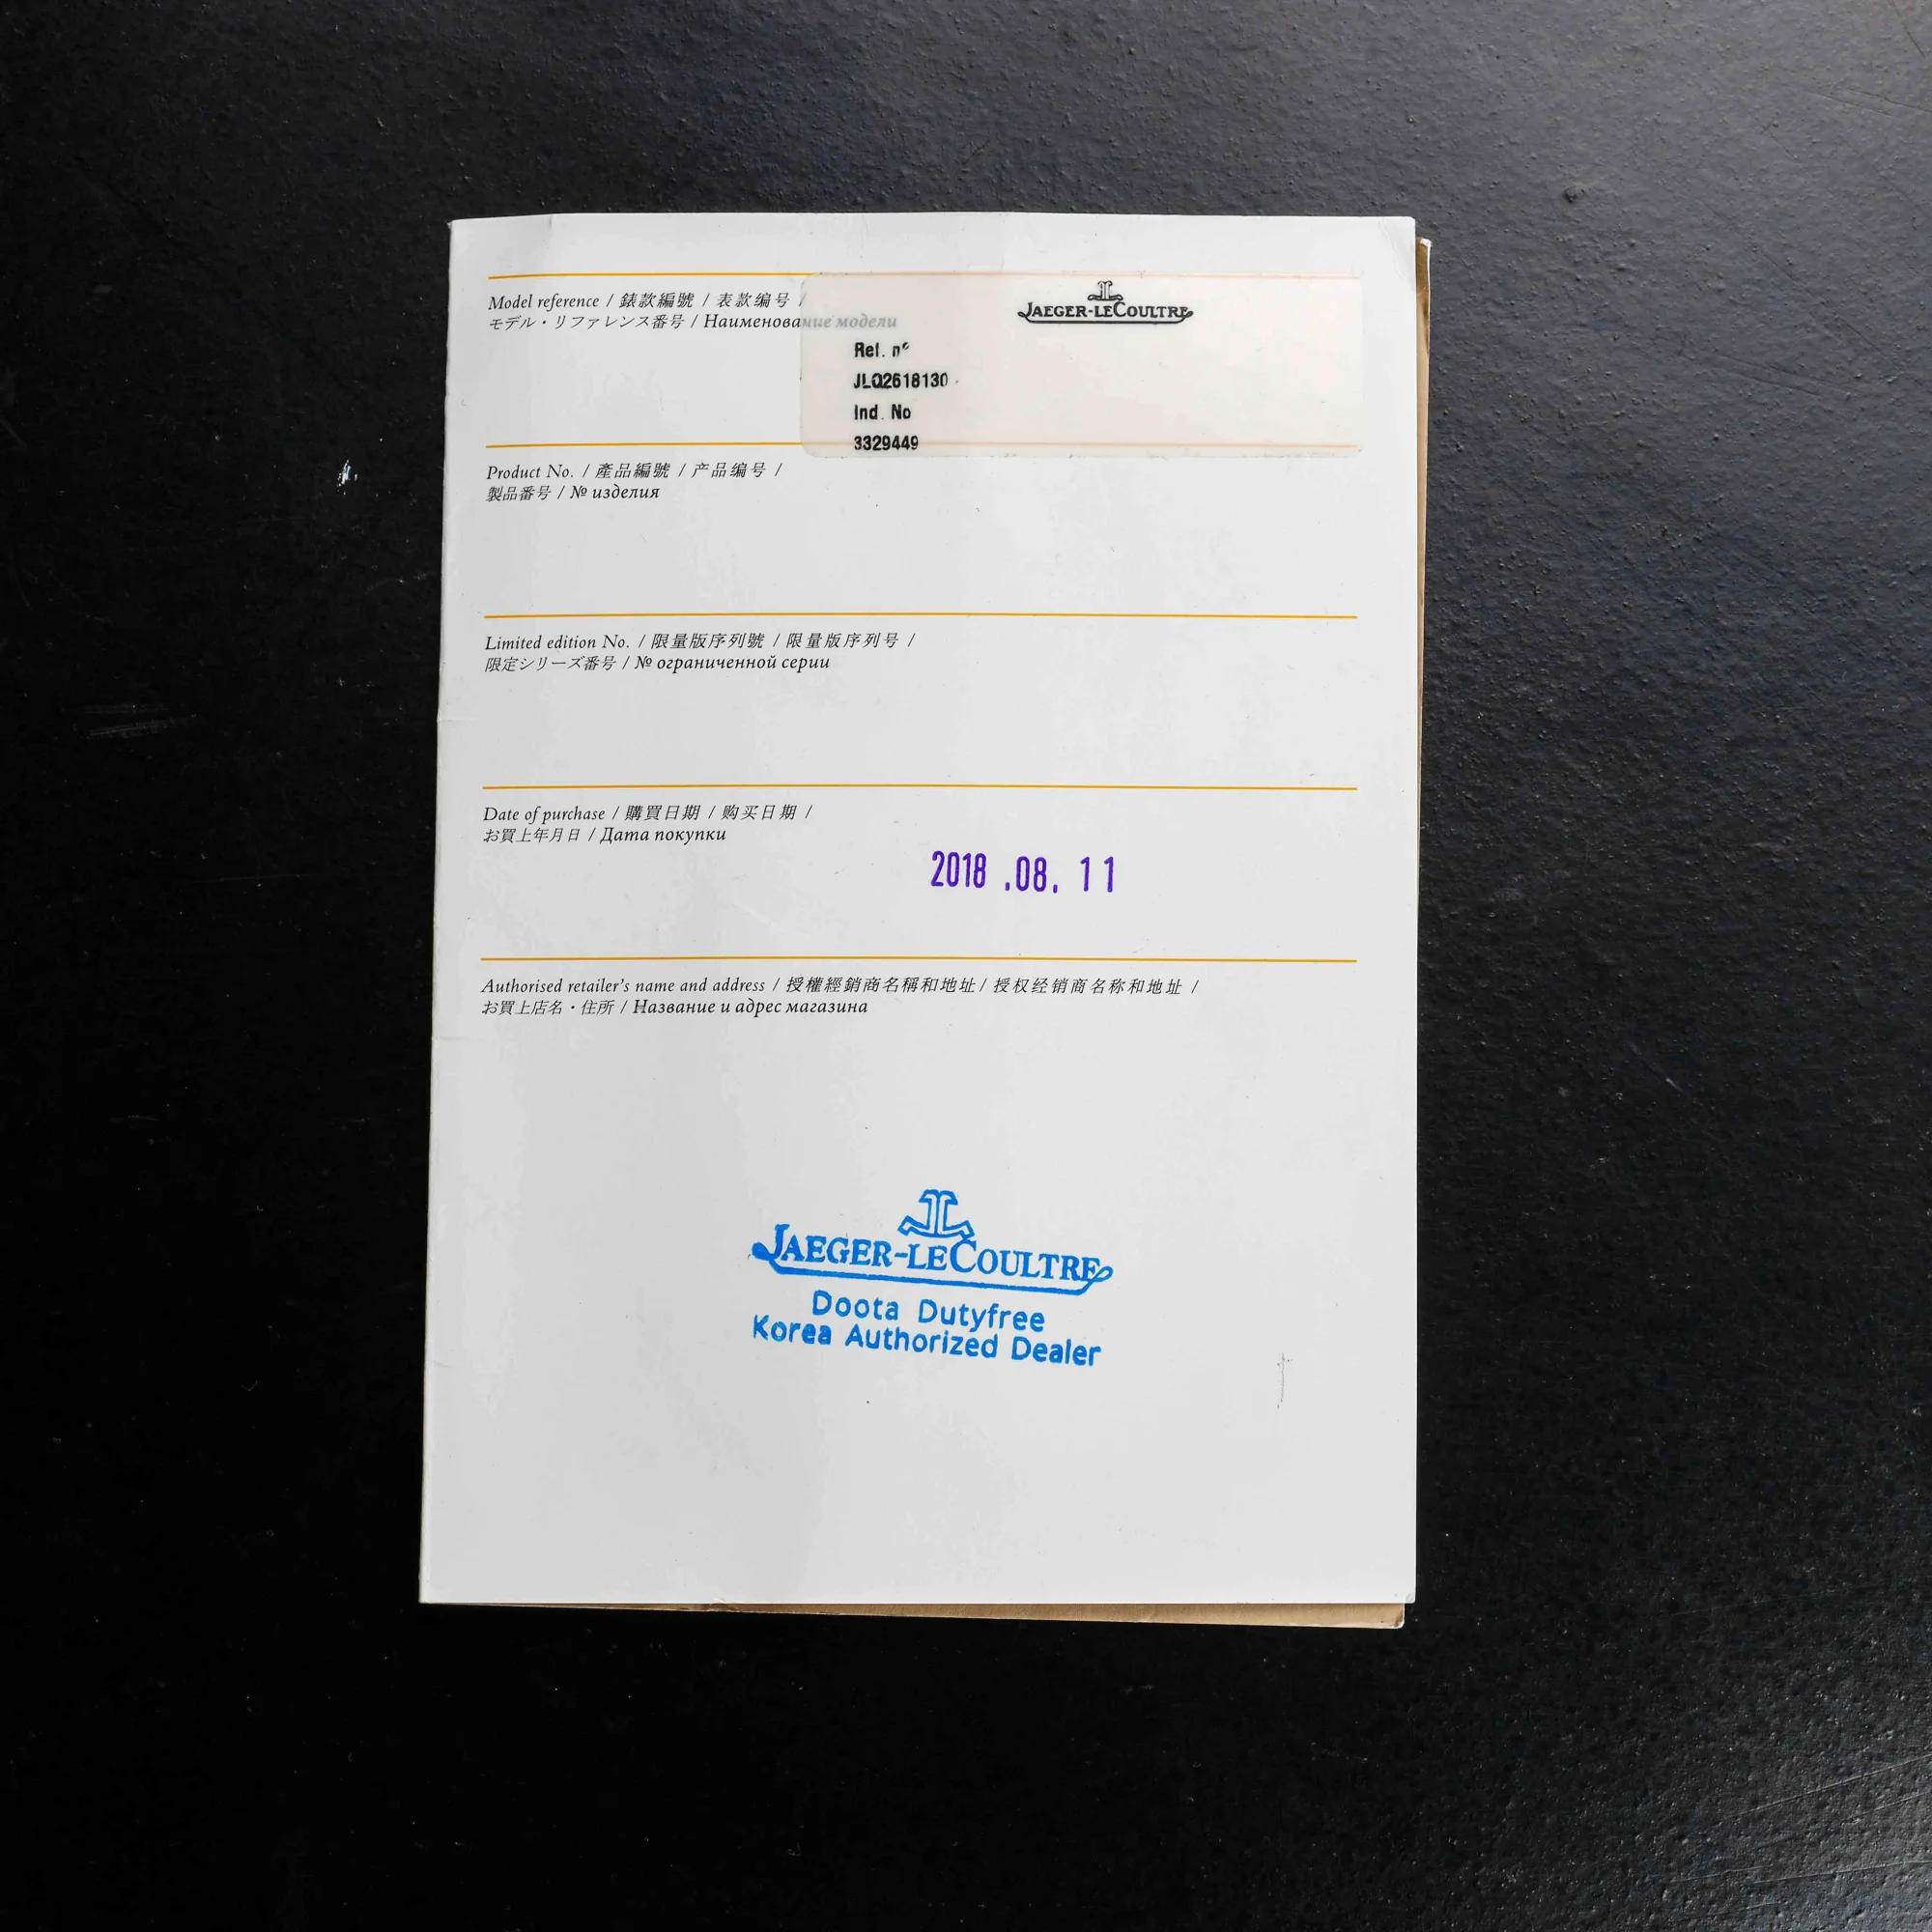 Model reference / 錶款編號 / 表款编号 /
モデル・リファレンス番号 / Наименование модели
JL
JAEGER-LECOULTRE
Ref. nº
JLQ2618130
Ind. No
3329449
Product No. / 產品編號 / 产品编号 /
製品番号 / № изделия
Limited edition No. / 限量版序列號 / 限量版序列号 /
限定シリーズ番号 / № ограниченной серии
Date of purchase / 購買日期 / 购买日期 /
お買上年月日 / Дата покупки
2018 .08. 11
Authorised retailer's name and address / 授權經銷商名稱和地址 / 授权经销商名称和地址 /
お買上店名・住所 / Название и адрес магазина
JL
JAEGER-LECOULTRE
Doota Dutyfree
Korea Authorized Dealer